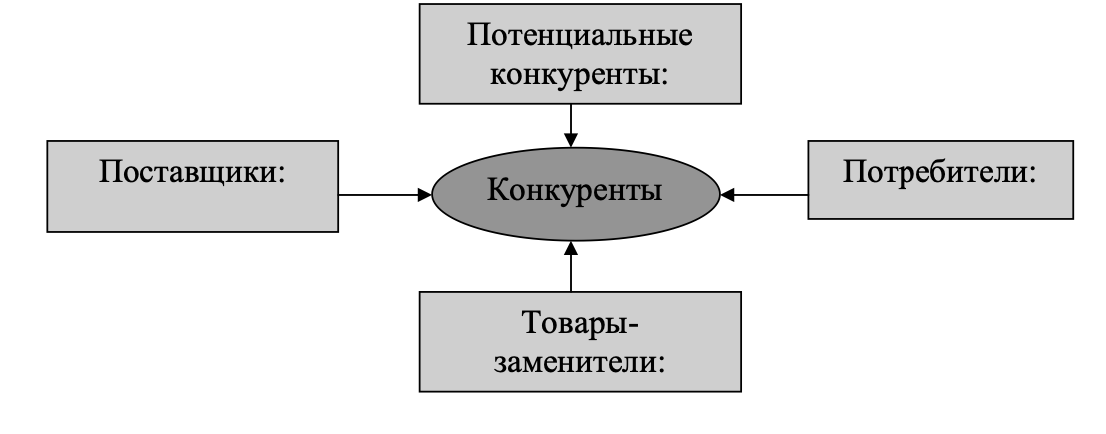 Потенциальные
конкуренты:
Поставщики:
Конкуренты
Потребители:
Товары-
заменители: